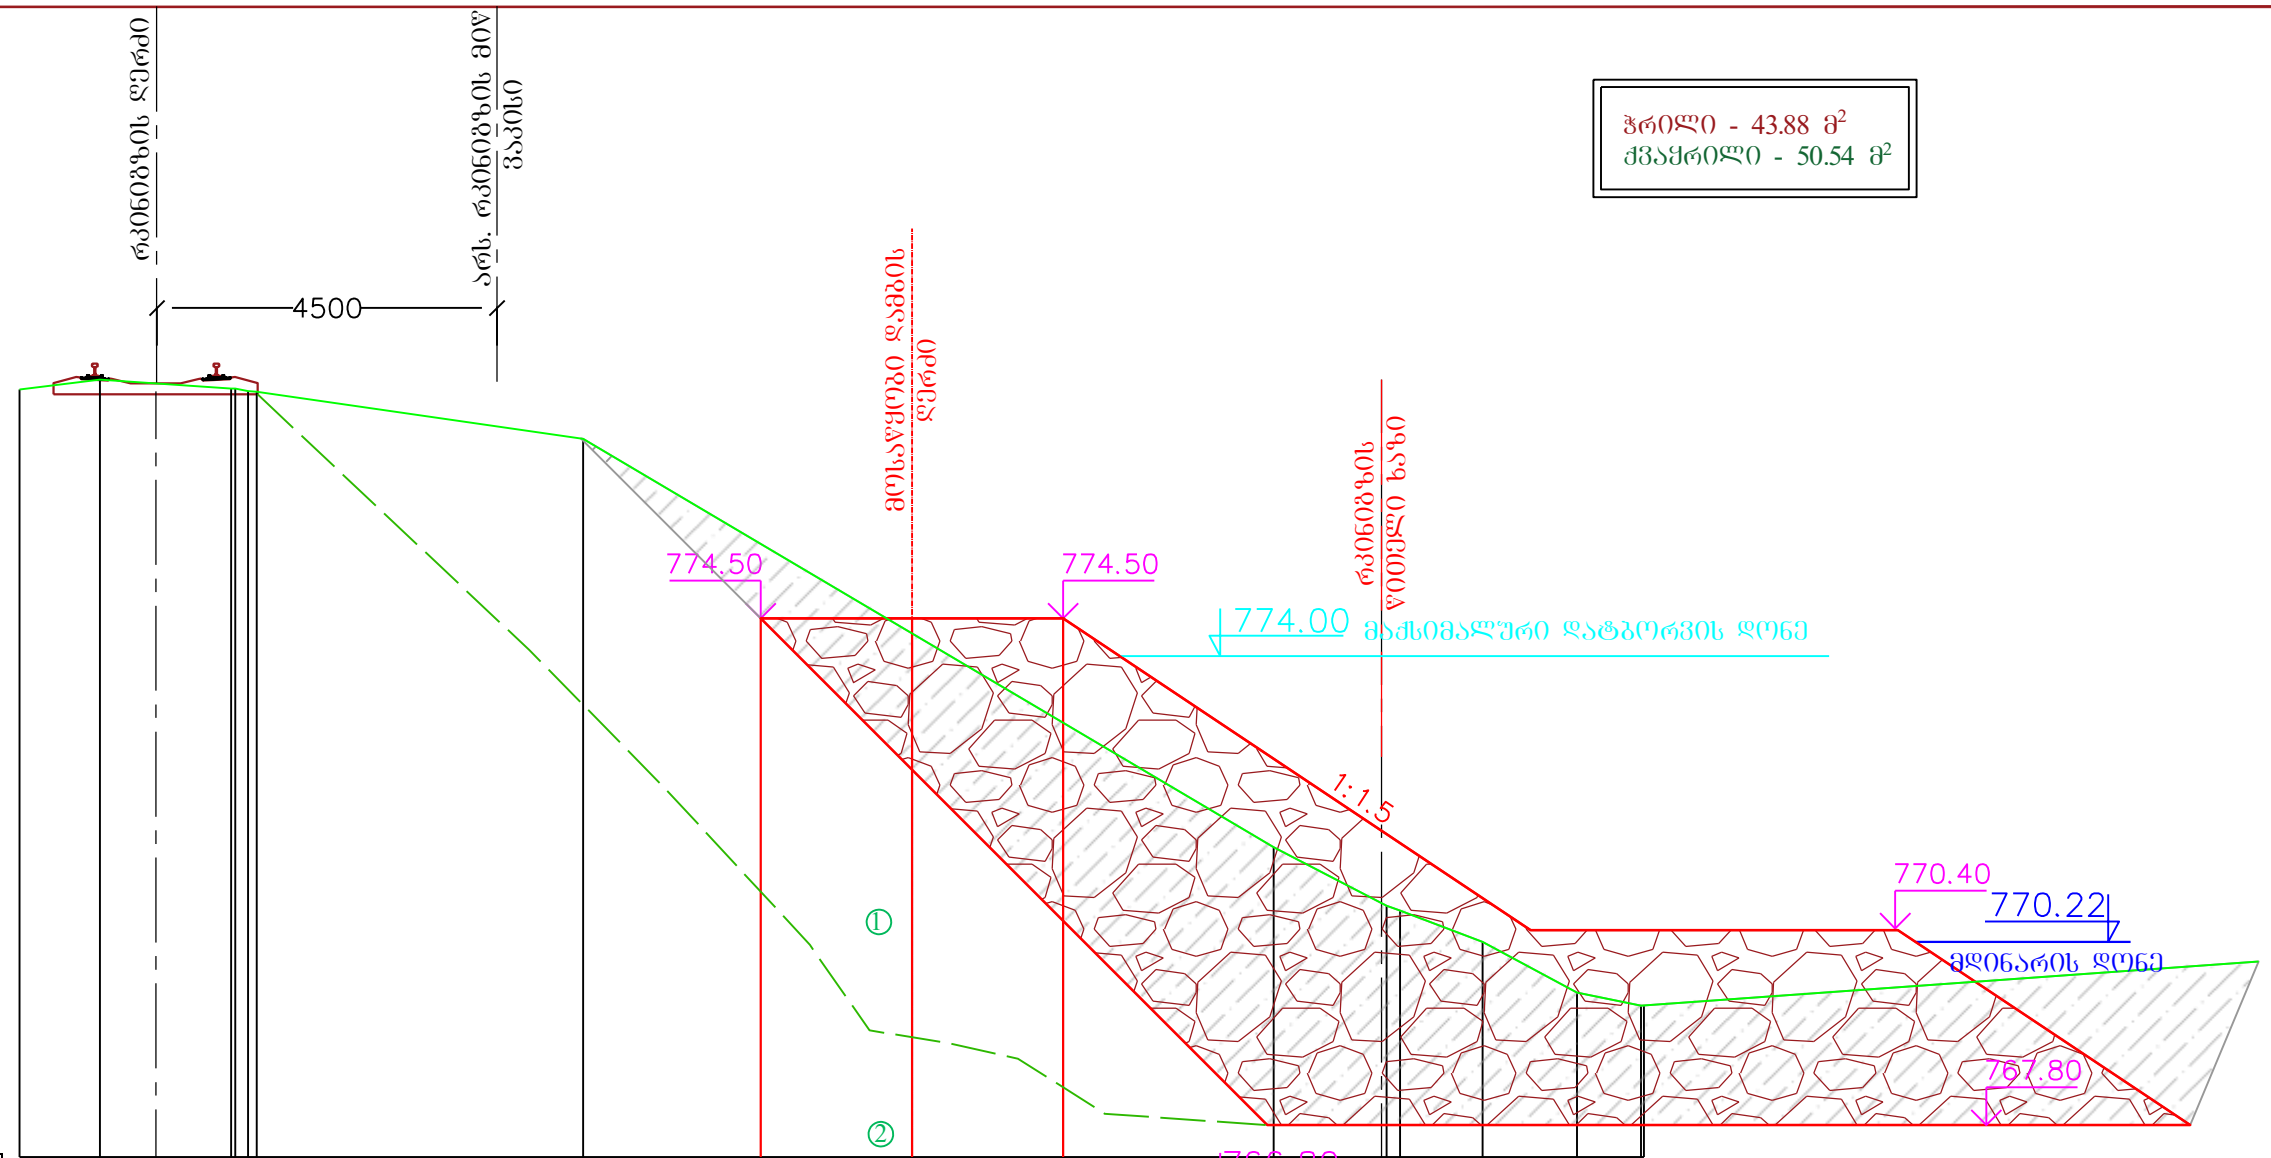 რკინიგზის ღერძი
არს. რკინიგზის მიწ
ვაკისი
ჭრილი - 43.88 მ²
ქვაყრილი - 50.54 მ²
4500
მოსაწყობი დამბის
ღერძი
რკინიგზის
წითელი ხაზი
774.50
774.50
774.00 მაქსიმალური დატბორვის დონე
1:1.5
770.40
770.22
მდინარის დონე
767.80
1
2